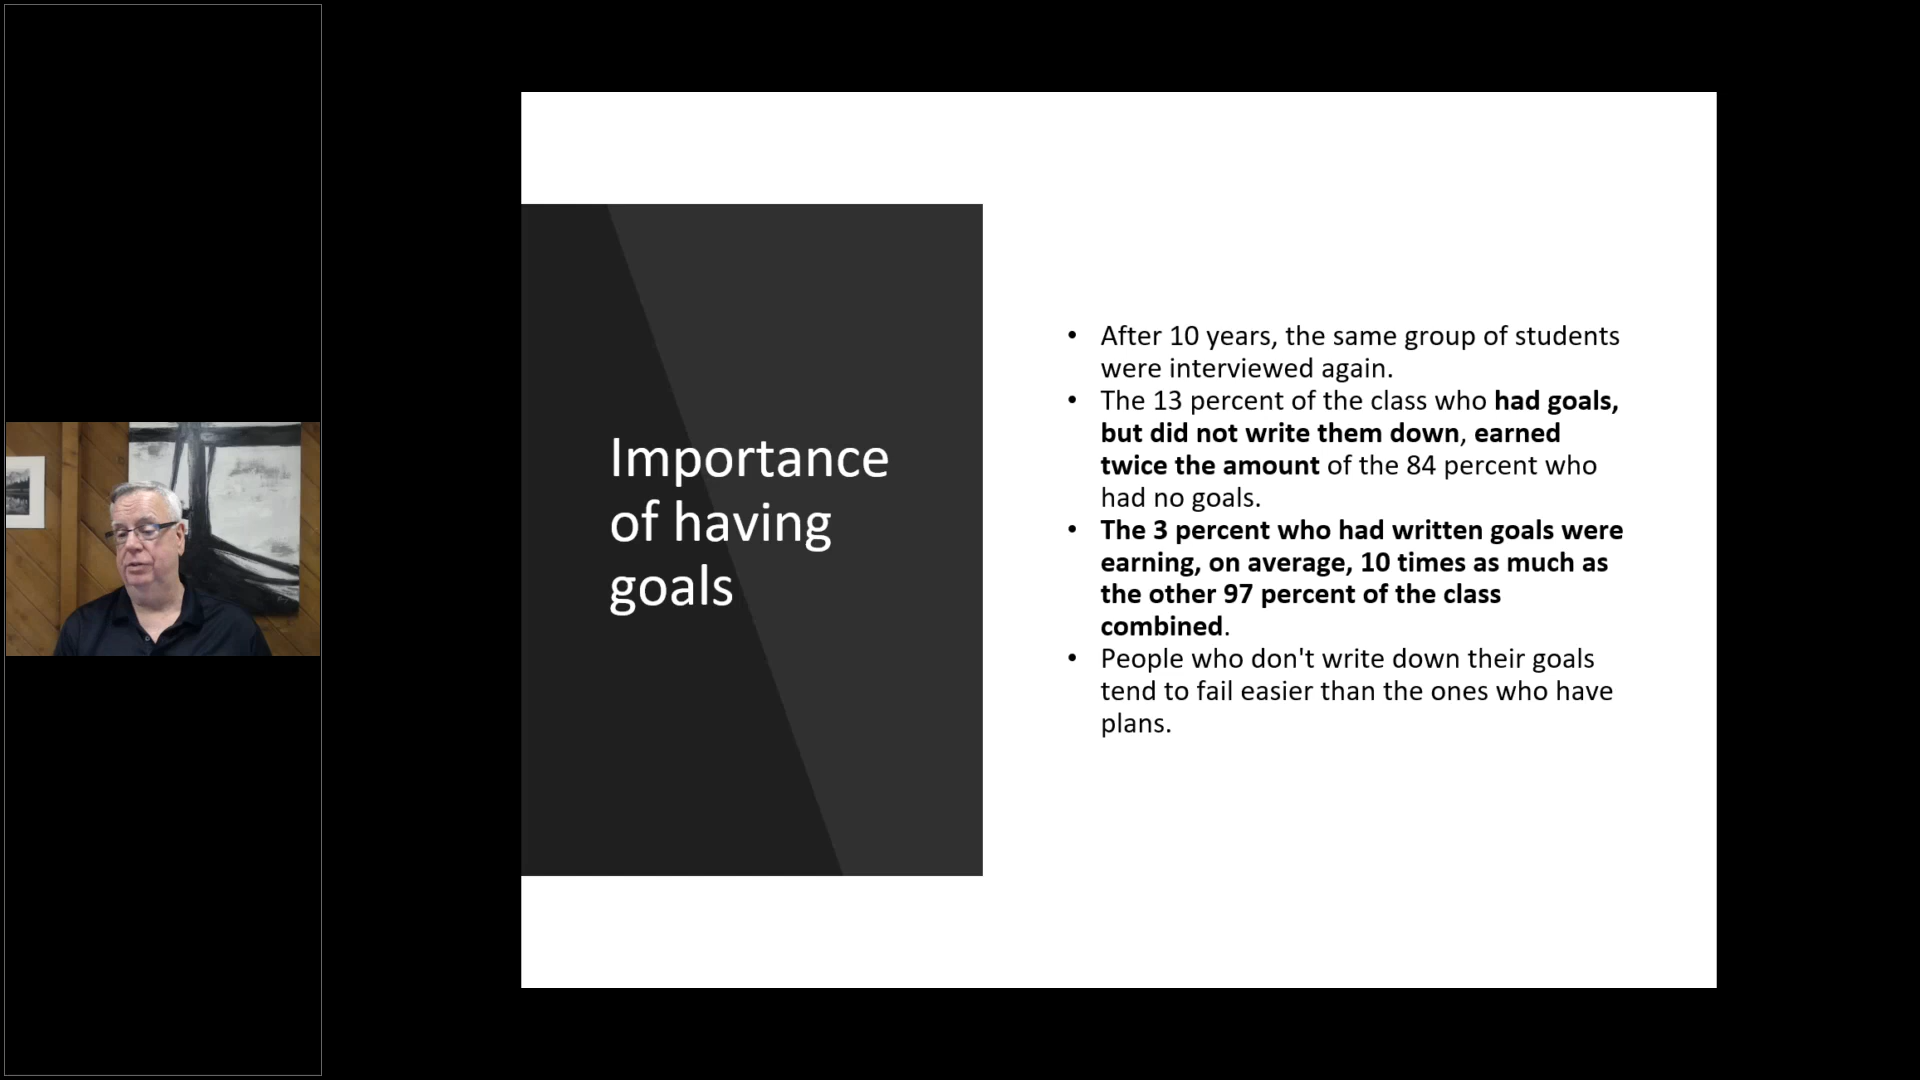 Importance
of having
goals
• After 10 years, the same group of students
were interviewed again.
• The 13 percent of the class who had goals,
but did not write them down, earned
twice the amount of the 84 percent who
had no goals.
• The 3 percent who had written goals were
earning, on average, 10 times as much as
the other 97 percent of the class
combined.
• People who don't write down their goals
tend to fail easier than the ones who have
plans.